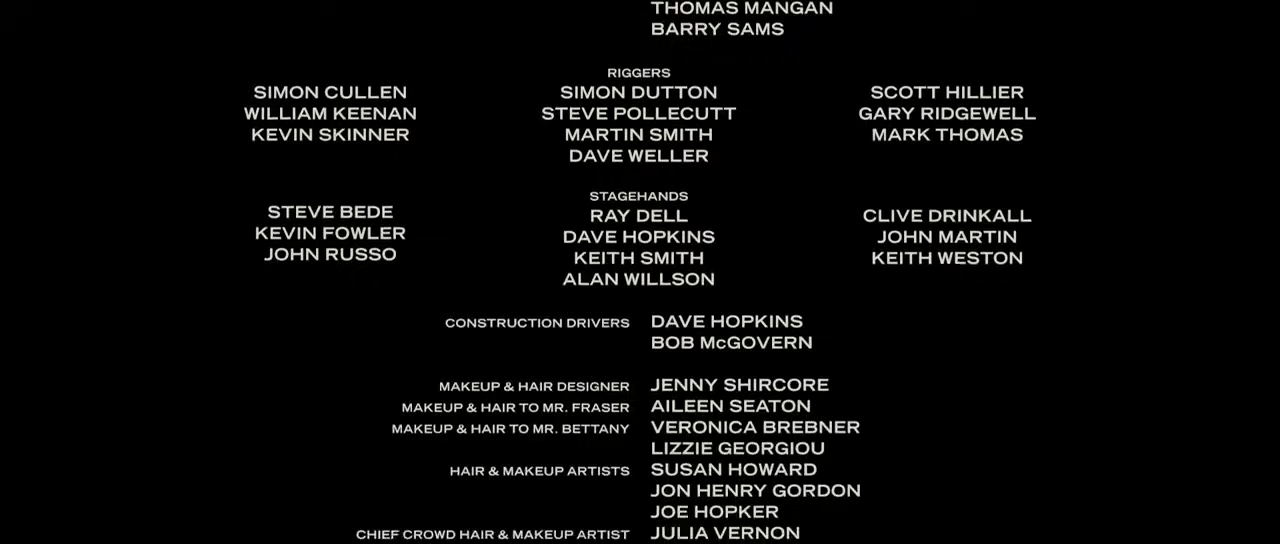 THOMAS MANGAN
BARRY SAMS
RIGGERS
SIMON CULLEN SIMON DUTTON SCOTT HILLIER
WILLIAM KEENAN STEVE POLLECUTT GARY RIDGEWELL
KEVIN SKINNER MARTIN SMITH MARK THOMAS
DAVE WELLER
STAGEHANDS
STEVE BEDE RAY DELL CLIVE DRINKALL
KEVIN FOWLER DAVE HOPKINS JOHN MARTIN
JOHN RUSSO KEITH SMITH KEITH WESTON
ALAN WILLSON
CONSTRUCTION DRIVERS DAVE HOPKINS
BOB McGOVERN
MAKEUP & HAIR DESIGNER JENNY SHIRCORE
MAKEUP & HAIR TO MR. FRASER AILEEN SEATON
MAKEUP & HAIR TO MR. BETTANY VERONICA BREBNER
LIZZIE GEORGIOU
HAIR & MAKEUP ARTISTS SUSAN HOWARD
JON HENRY GORDON
JOE HOPKER
CHIEF CROWD HAIR & MAKEUP ARTIST JULIA VERNON